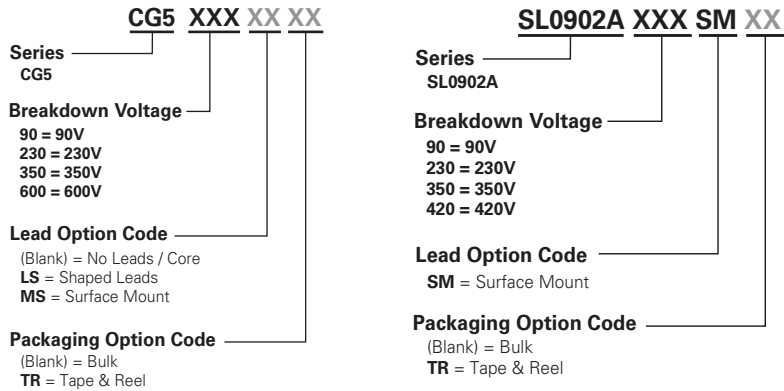 CG5 XXX XX XX
Series
CG5
Breakdown Voltage
90 = 90V
230 = 230V
350 = 350V
600 = 600V
Lead Option Code
(Blank) = No Leads / Core
LS = Shaped Leads
MS = Surface Mount
Packaging Option Code
(Blank) = Bulk
TR = Tape & Reel
SL0902A XXX SM XX
Series
SL0902A
Breakdown Voltage
90 = 90V
230 = 230V
350 = 350V
420 = 420V
Lead Option Code
SM = Surface Mount
Packaging Option Code
(Blank) = Bulk
TR = Tape & Reel